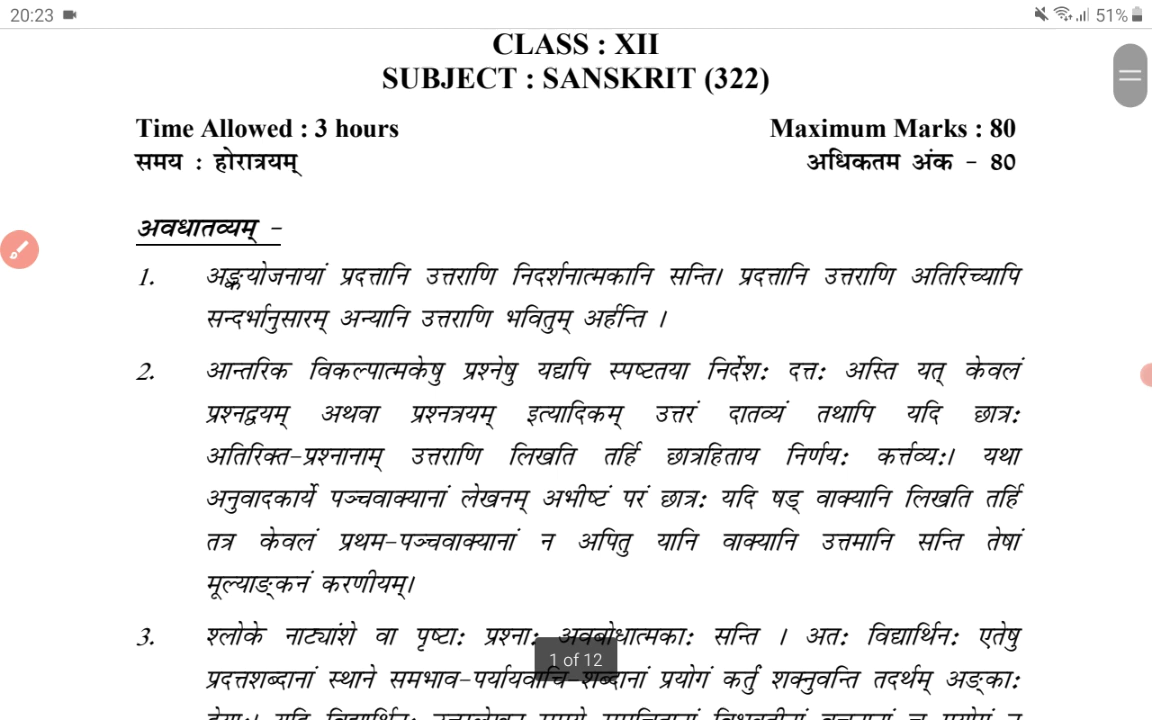 20:23
51%
CLASS : XII
SUBJECT : SANSKRIT (322)
Time Allowed : 3 hours Maximum Marks : 80
समय : होरात्रयम् अधिकतम अंक - 80
अवधातव्यम् -
1. अङ्कयोजनायां प्रदत्तानि उत्तराणि निदर्शनात्मकानि सन्ति। प्रदत्तानि उत्तराणि अतिरिच्यापि
सन्दर्भानुसारम् अन्यानि उत्तराणि भवितुम् अर्हन्ति ।
2. आन्तरिक विकल्पात्मकेषु प्रश्नेषु यद्यपि स्पष्टतया निर्देशः दत्तः अस्ति यत् केवलं
प्रश्नद्वयम् अथवा प्रश्नत्रयम् इत्यादिकम् उत्तरं दातव्यं तथापि यदि छात्रः
अतिरिक्त-प्रश्नानाम् उत्तराणि लिखति तर्हि छात्रहिताय निर्णयः कर्त्तव्यः। यथा
अनुवादकार्ये पञ्चवाक्यानां लेखनम् अभीष्टं परं छात्रः यदि षड् वाक्यानि लिखति तर्हि
तत्र केवलं प्रथम-पञ्चवाक्यानां न अपितु यानि वाक्यानि उत्तमानि सन्ति तेषां
मूल्याङ्कनं करणीयम्।
3. श्लोके नाट्यांशे वा पृष्टाः प्रश्नाः अवबोधात्मकाः सन्ति । अतः विद्यार्थिनः एतेषु
1 of 12
प्रदत्तशब्दानां स्थाने समभाव-पर्यायवाचि-शब्दानां प्रयोगं कर्तुं शक्नुवन्ति तदर्थम् अङ्काः